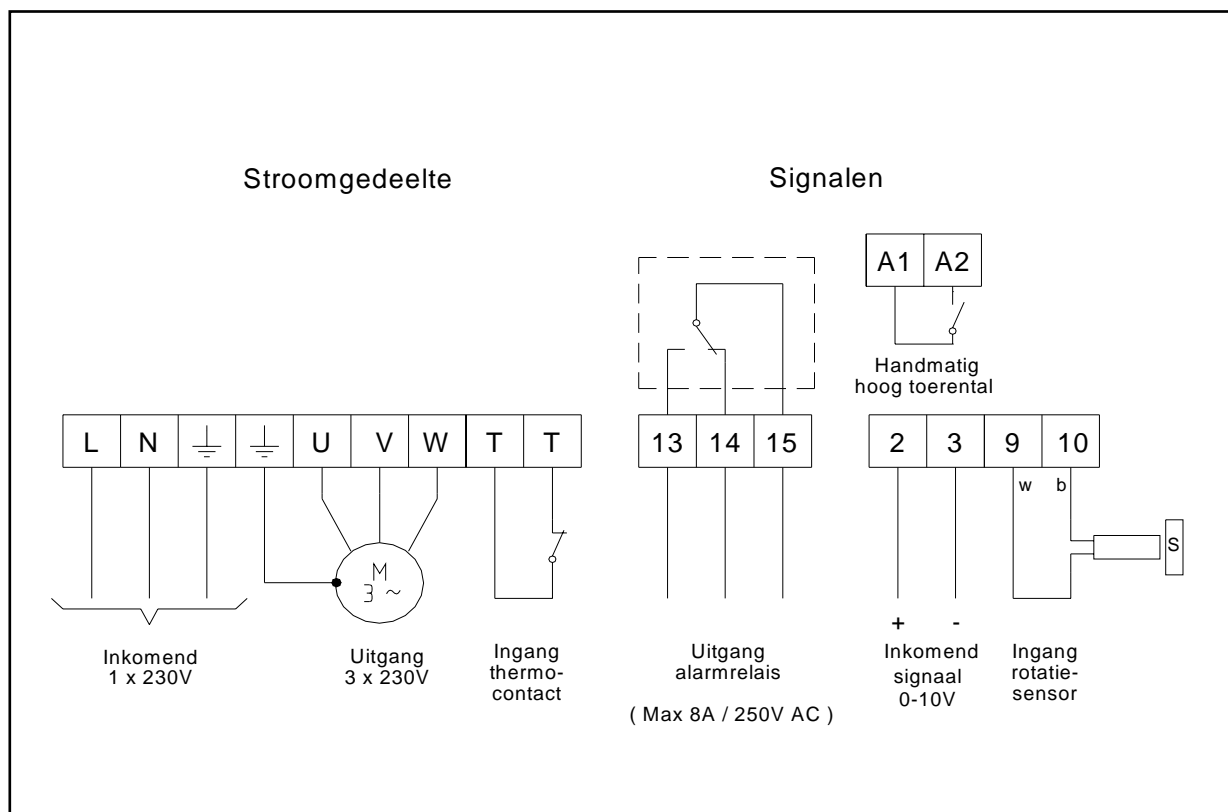 Stroomgedeelte
Signalen
A1 A2
Handmatig
hoog toerental
L N U V W T T
13 14 15
2 3 9 10
w b
S
M
3 ~
+ -
Inkomend
1 x 230V
Uitgang
3 x 230V
Ingang
thermo-
contact
Uitgang
alarmrelais
( Max 8A / 250V AC )
Inkomend
signaal
0-10V
Ingang
rotatie-
sensor